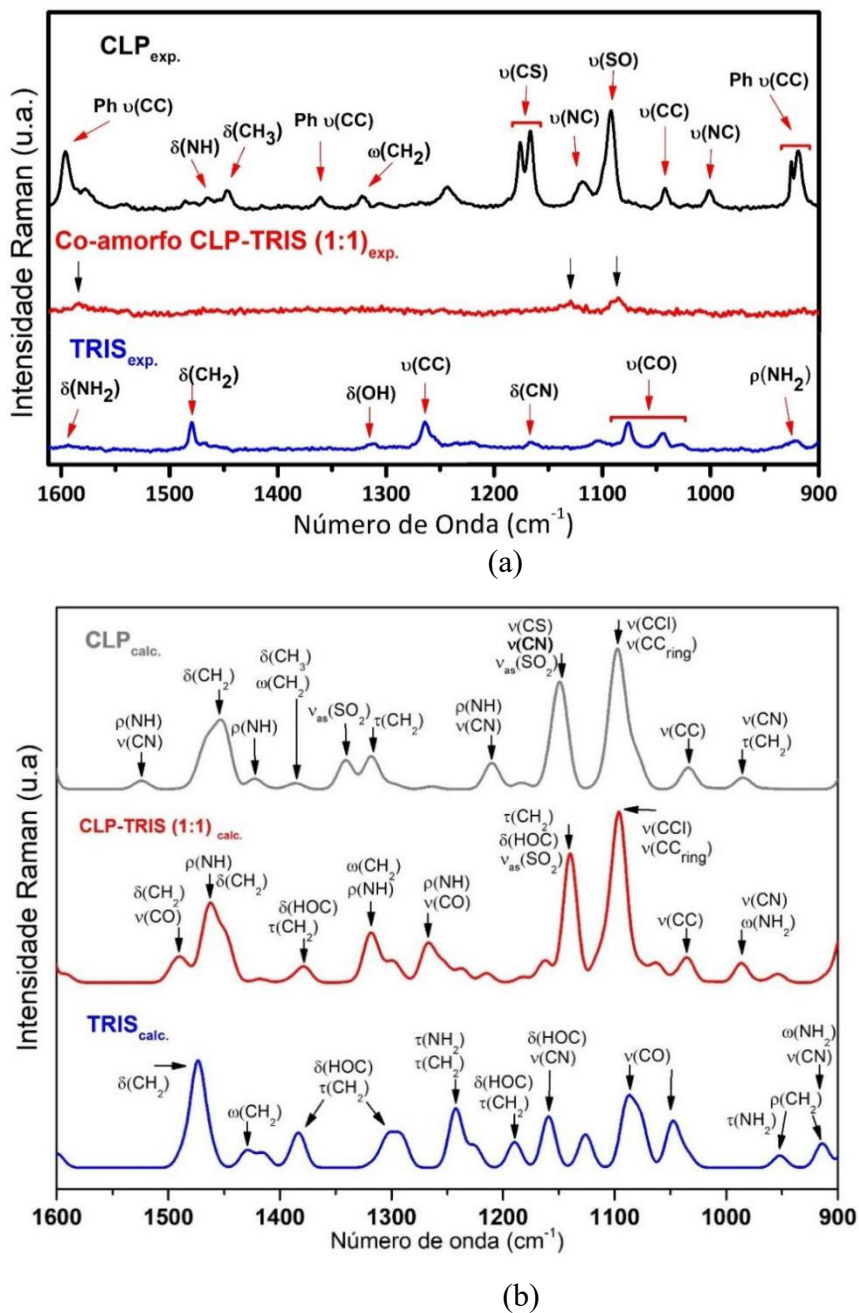 CLPexp.
υ(SO)
υ(CS)
Ph υ(CC)
Ph υ(CC)
δ(CH3)
Ph υ(CC)
υ(NC)
υ(CC)
δ(NH)
ω(CH2)
υ(NC)
Co-amorfo CLP-TRIS (1:1)exp.
TRISexp.
δ(NH2)
δ(CH2)
υ(CC)
υ(CO)
δ(OH)
δ(CN)
ρ(NH2)
Intensidade Raman (u.a.)
1600 1500 1400 1300 1200 1100 1000 900
Número de Onda (cm-1)
(a)
CLPcalc.
ν(CS)
ν(CN)
νas(SO2)
ν(CCl)
ν(CCring)
δ(CH3)
ω(CH2)
δ(CH2)
ρ(NH)
ν(CN)
ρ(NH)
νas(SO2)
τ(CH2)
ρ(NH)
ν(CN)
ν(CC)
ν(CN)
τ(CH2)
CLP-TRIS (1:1) calc.
τ(CH2)
δ(HOC)
νas(SO2)
ν(CCl)
ν(CCring)
δ(CH2)
ν(CO)
ρ(NH)
δ(CH2)
δ(HOC)
τ(CH2)
ω(CH2)
ρ(NH)
ρ(NH)
ν(CO)
ν(CC)
ν(CN)
ω(NH2)
TRIScalc.
δ(CH2)
ω(CH2)
δ(HOC)
τ(CH2)
τ(NH2)
τ(CH2)
δ(HOC)
τ(CH2)
δ(HOC)
ν(CN)
ν(CO)
τ(NH2)
ρ(CH2)
ω(NH2)
ν(CN)
Intensidade Raman (u.a)
1600 1500 1400 1300 1200 1100 1000 900
Número de onda (cm-1)
(b)